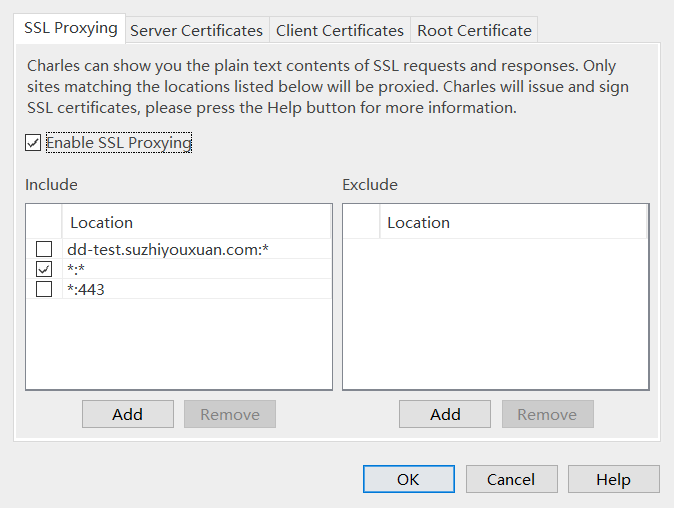 SSL Proxying Server Certificates Client Certificates Root Certificate
Charles can show you the plain text contents of SSL requests and responses. Only
sites matching the locations listed below will be proxied. Charles will issue and sign
SSL certificates, please press the Help button for more information.
Enable SSL Proxying
Include
Location
dd-test.suzhiyouxuan.com:*
*:*
*:443
Add Remove
Exclude
Location
Add Remove
OK Cancel Help